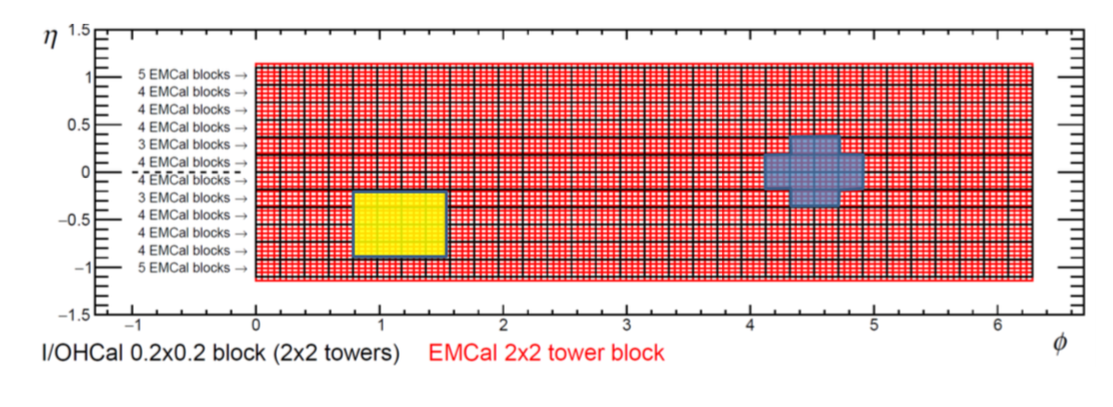 η 1.5
5 EMCal blocks →
1
4 EMCal blocks →
4 EMCal blocks →
0.5
4 EMCal blocks →
3 EMCal blocks →
4 EMCal blocks →
0
4 EMCal blocks →
3 EMCal blocks →
−0.5
4 EMCal blocks →
4 EMCal blocks →
4 EMCal blocks →
−1
5 EMCal blocks →
−1.5
−1 0 1 2 3 4 5 6
ϕ
I/OHCal 0.2x0.2 block (2x2 towers) EMCal 2x2 tower block